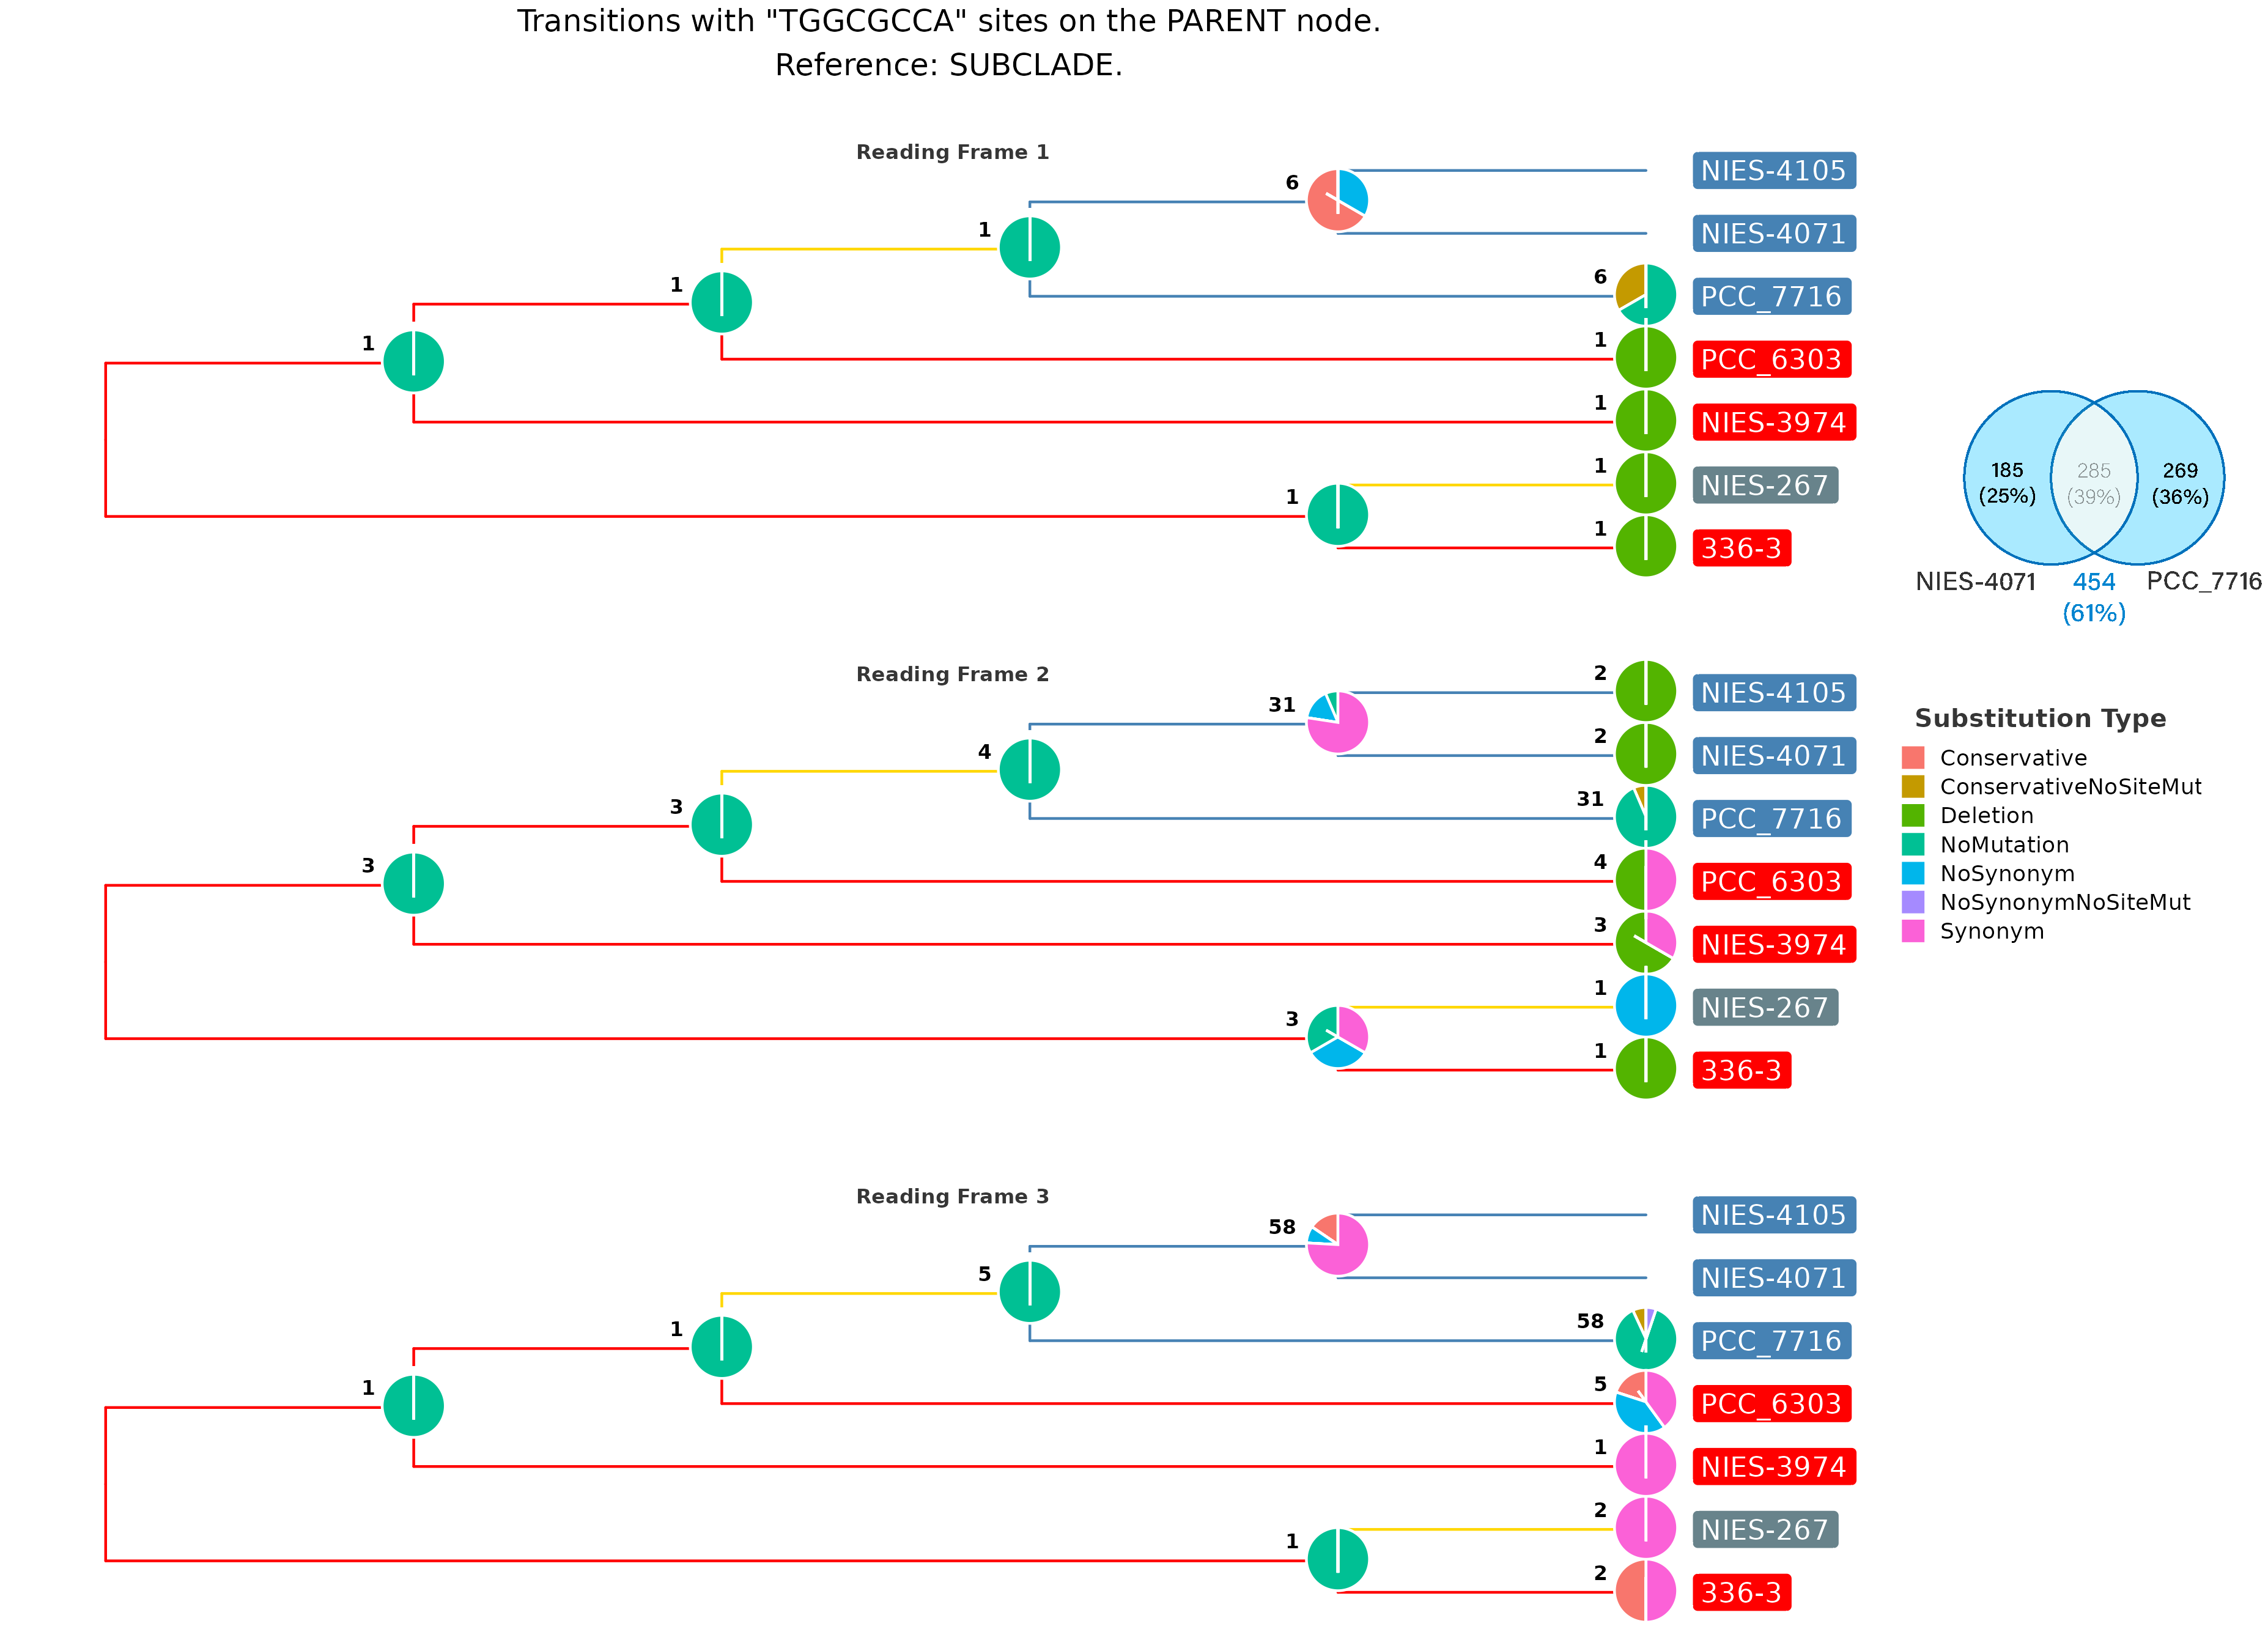 Transitions with "TGGCGCCA" sites on the PARENT node.
Reference: SUBCLADE.
Reading Frame 1
6
NIES-4105
1
NIES-4071
1
6
PCC_7716
1
1
PCC_6303
1
NIES-3974
1
1
NIES-267
1
336-3
185
(25%)
285
(39%)
269
(36%)
NIES-4071
454
(61%)
PCC_7716
Reading Frame 2
2
NIES-4105
31
2
NIES-4071
4
31
PCC_7716
3
4
PCC_6303
3
3
NIES-3974
1
NIES-267
3
1
336-3
Substitution Type
Conservative
ConservativeNoSiteMut
Deletion
NoMutation
NoSynonym
NoSynonymNoSiteMut
Synonym
Reading Frame 3
NIES-4105
58
NIES-4071
5
58
PCC_7716
1
5
PCC_6303
1
1
NIES-3974
2
NIES-267
1
2
336-3